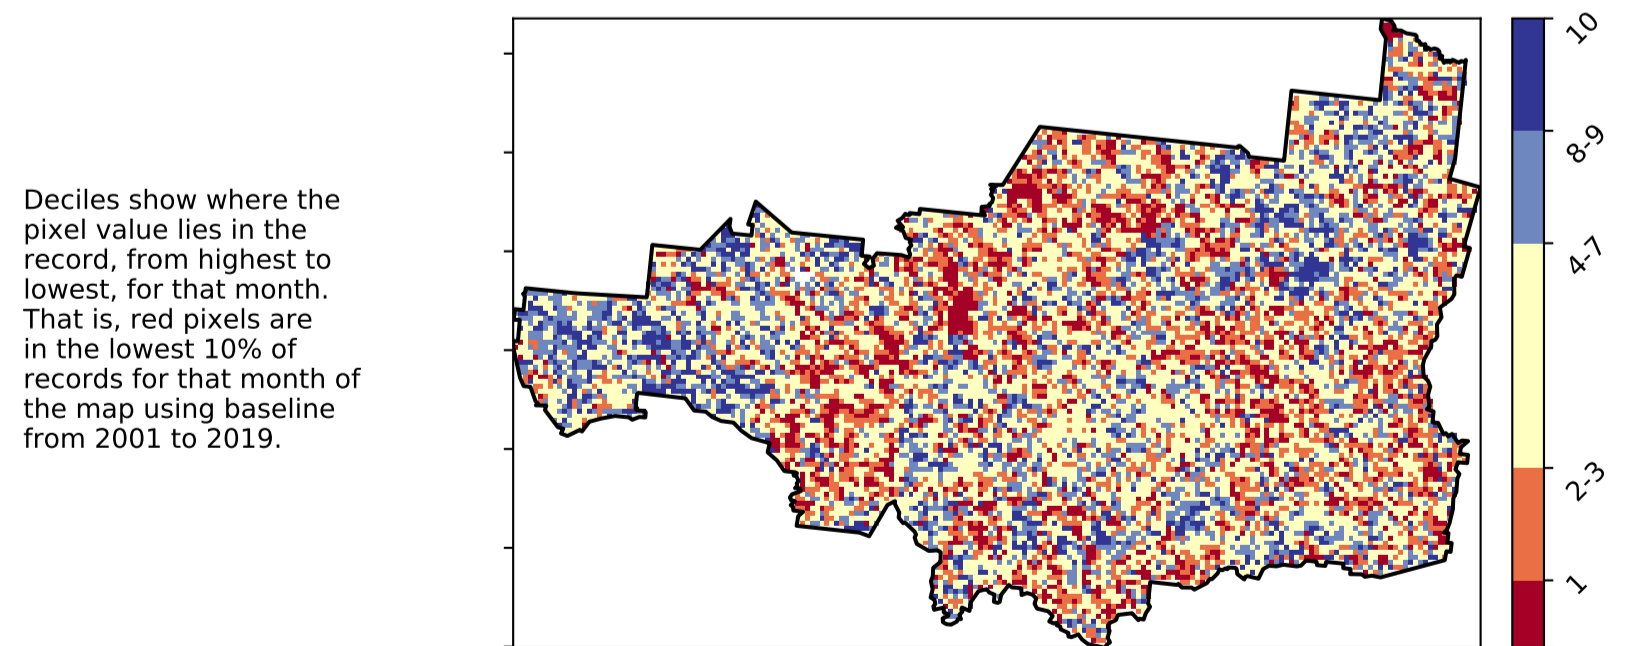 Deciles show where the
pixel value lies in the
record, from highest to
lowest, for that month.
That is, red pixels are
in the lowest 10% of
records for that month of
the map using baseline
from 2001 to 2019.
10
8-9
4-7
2-3
1